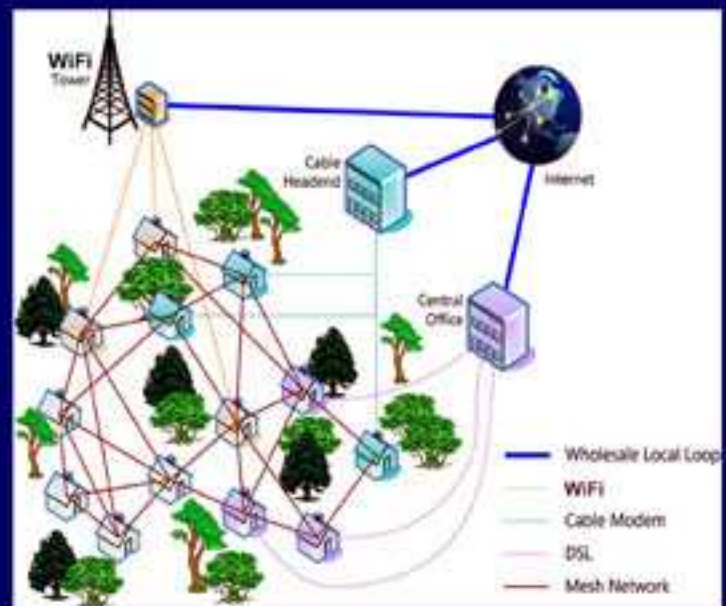 WiFi
Tower
Cable
Headend
Internet
Central
Office
Wholesale Local Loop
WiFi
Cable Modem
DSL
Mesh Network